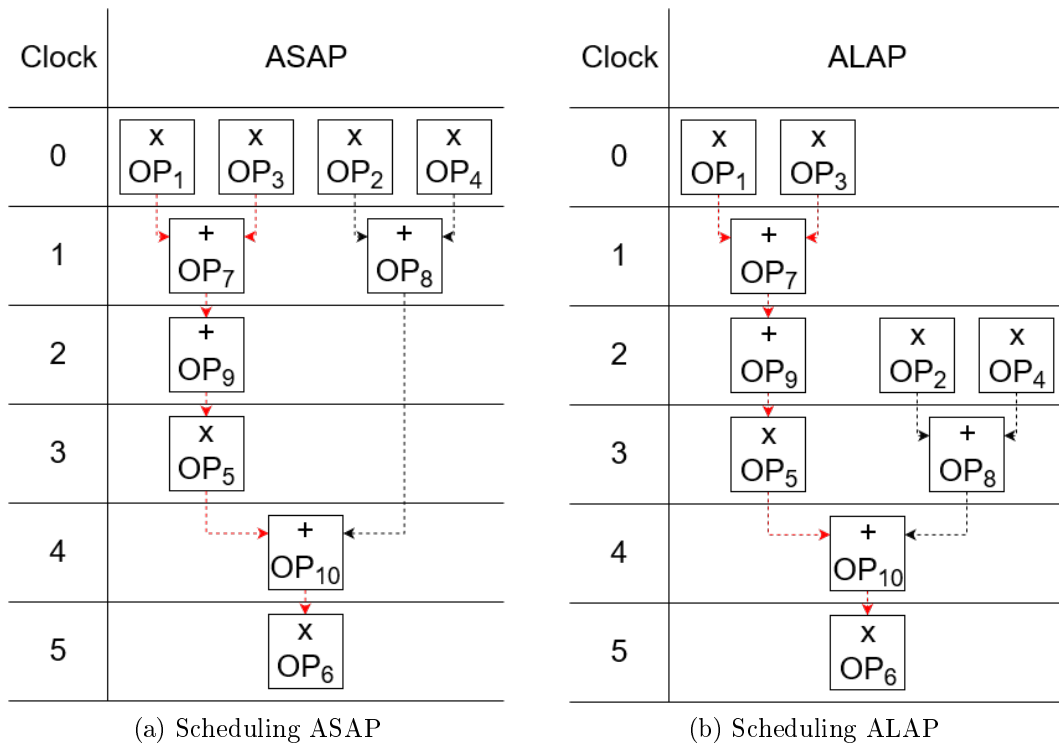 Clock ASAP
0 x OP₁ x OP₃ x OP₂ x OP₄
1 + OP₇ + OP₈
2 + OP₉
3 x OP₅
4 + OP₁₀
5 x OP₆
(a) Scheduling ASAP
Clock ALAP
0 x OP₁ x OP₃
1 + OP₇
2 + OP₉ x OP₂ x OP₄
3 x OP₅ + OP₈
4 + OP₁₀
5 x OP₆
(b) Scheduling ALAP